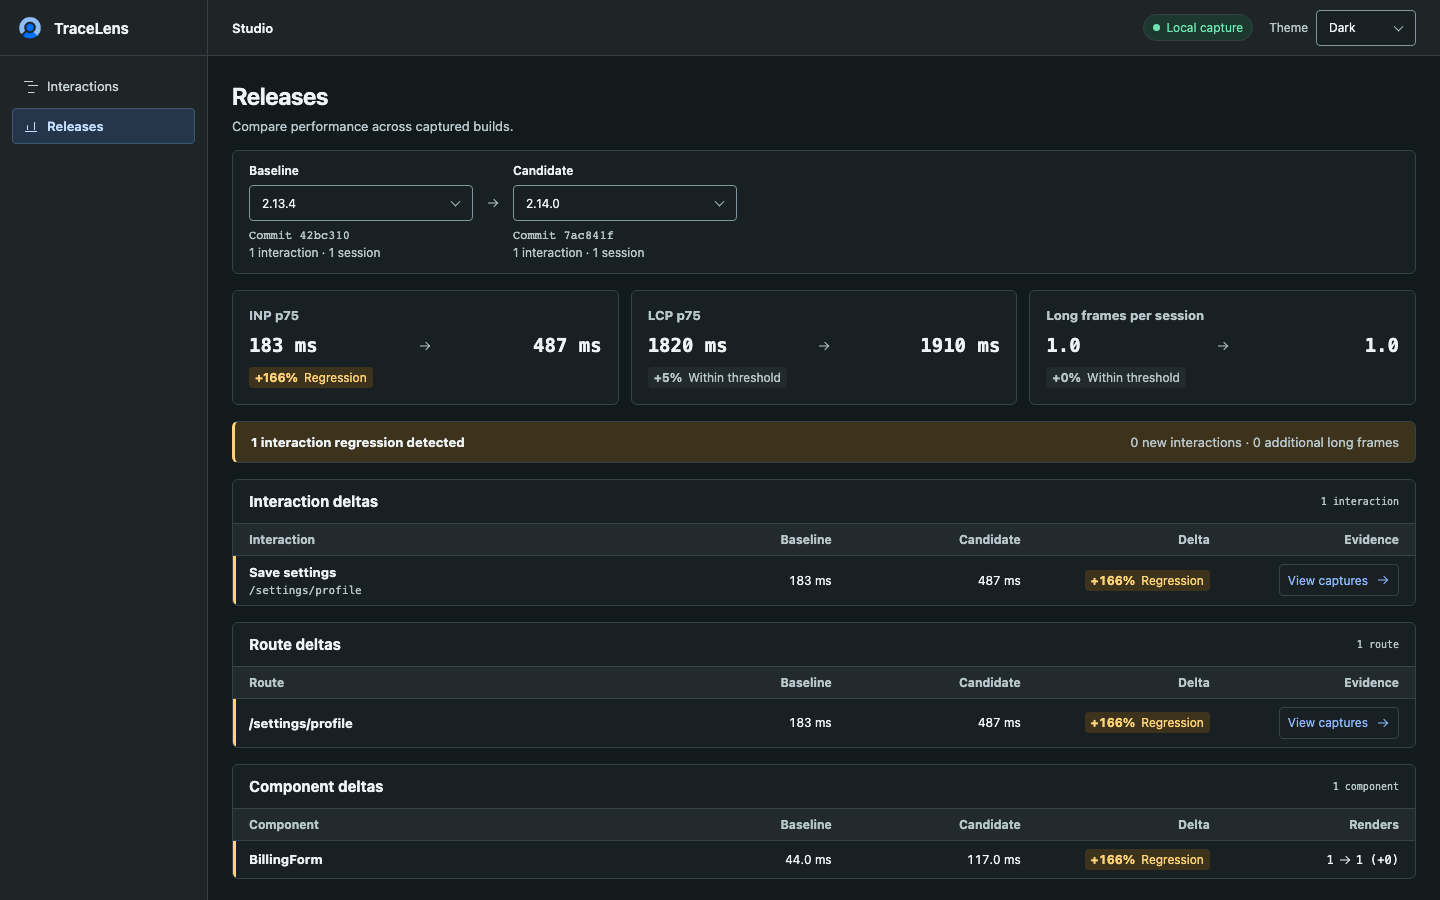 TraceLens
Studio
Local capture
Theme
Dark
Interactions
Releases
Releases
Compare performance across captured builds.
Baseline
Candidate
2.13.4
→
2.14.0
Commit 42bc310
Commit 7ac841f
1 interaction · 1 session
1 interaction · 1 session
INP p75
183 ms → 487 ms
+166% Regression
LCP p75
1820 ms → 1910 ms
+5% Within threshold
Long frames per session
1.0 → 1.0
+0% Within threshold
1 interaction regression detected
0 new interactions · 0 additional long frames
Interaction deltas
1 interaction
Interaction Baseline Candidate Delta Evidence
Save settings
/settings/profile
183 ms 487 ms +166% Regression View captures →
Route deltas
1 route
Route Baseline Candidate Delta Evidence
/settings/profile 183 ms 487 ms +166% Regression View captures →
Component deltas
1 component
Component Baseline Candidate Delta Renders
BillingForm 44.0 ms 117.0 ms +166% Regression 1 → 1 (+0)